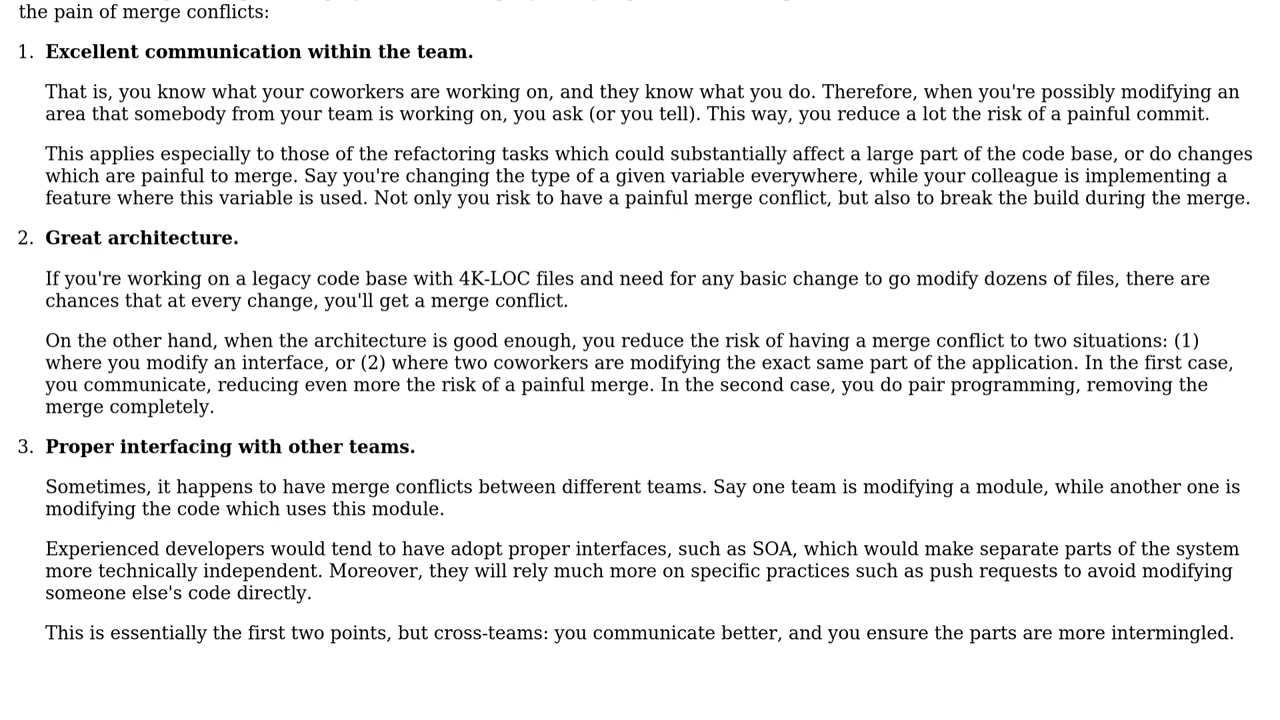 the pain of merge conflicts:
1. Excellent communication within the team.
That is, you know what your coworkers are working on, and they know what you do. Therefore, when you're possibly modifying an
area that somebody from your team is working on, you ask (or you tell). This way, you reduce a lot the risk of a painful commit.
This applies especially to those of the refactoring tasks which could substantially affect a large part of the code base, or do changes
which are painful to merge. Say you're changing the type of a given variable everywhere, while your colleague is implementing a
feature where this variable is used. Not only you risk to have a painful merge conflict, but also to break the build during the merge.
2. Great architecture.
If you're working on a legacy code base with 4K-LOC files and need for any basic change to go modify dozens of files, there are
chances that at every change, you'll get a merge conflict.
On the other hand, when the architecture is good enough, you reduce the risk of having a merge conflict to two situations: (1)
where you modify an interface, or (2) where two coworkers are modifying the exact same part of the application. In the first case,
you communicate, reducing even more the risk of a painful merge. In the second case, you do pair programming, removing the
merge completely.
3. Proper interfacing with other teams.
Sometimes, it happens to have merge conflicts between different teams. Say one team is modifying a module, while another one is
modifying the code which uses this module.
Experienced developers would tend to have adopt proper interfaces, such as SOA, which would make separate parts of the system
more technically independent. Moreover, they will rely much more on specific practices such as push requests to avoid modifying
someone else's code directly.
This is essentially the first two points, but cross-teams: you communicate better, and you ensure the parts are more intermingled.